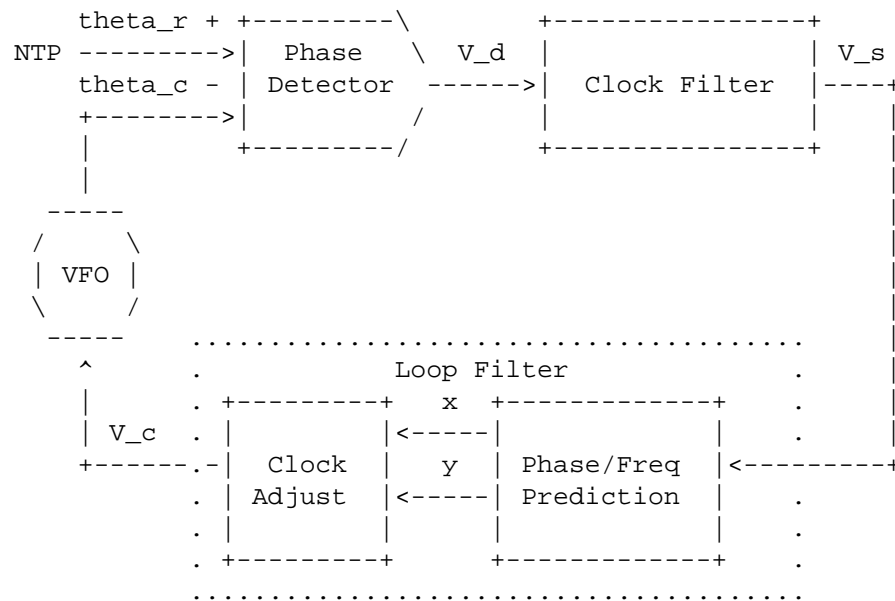 theta_r +
NTP Phase V_d V_s
theta_c - Detector Clock Filter
VFO
Loop Filter
x
V_c
Clock y Phase/Freq
Adjust Prediction